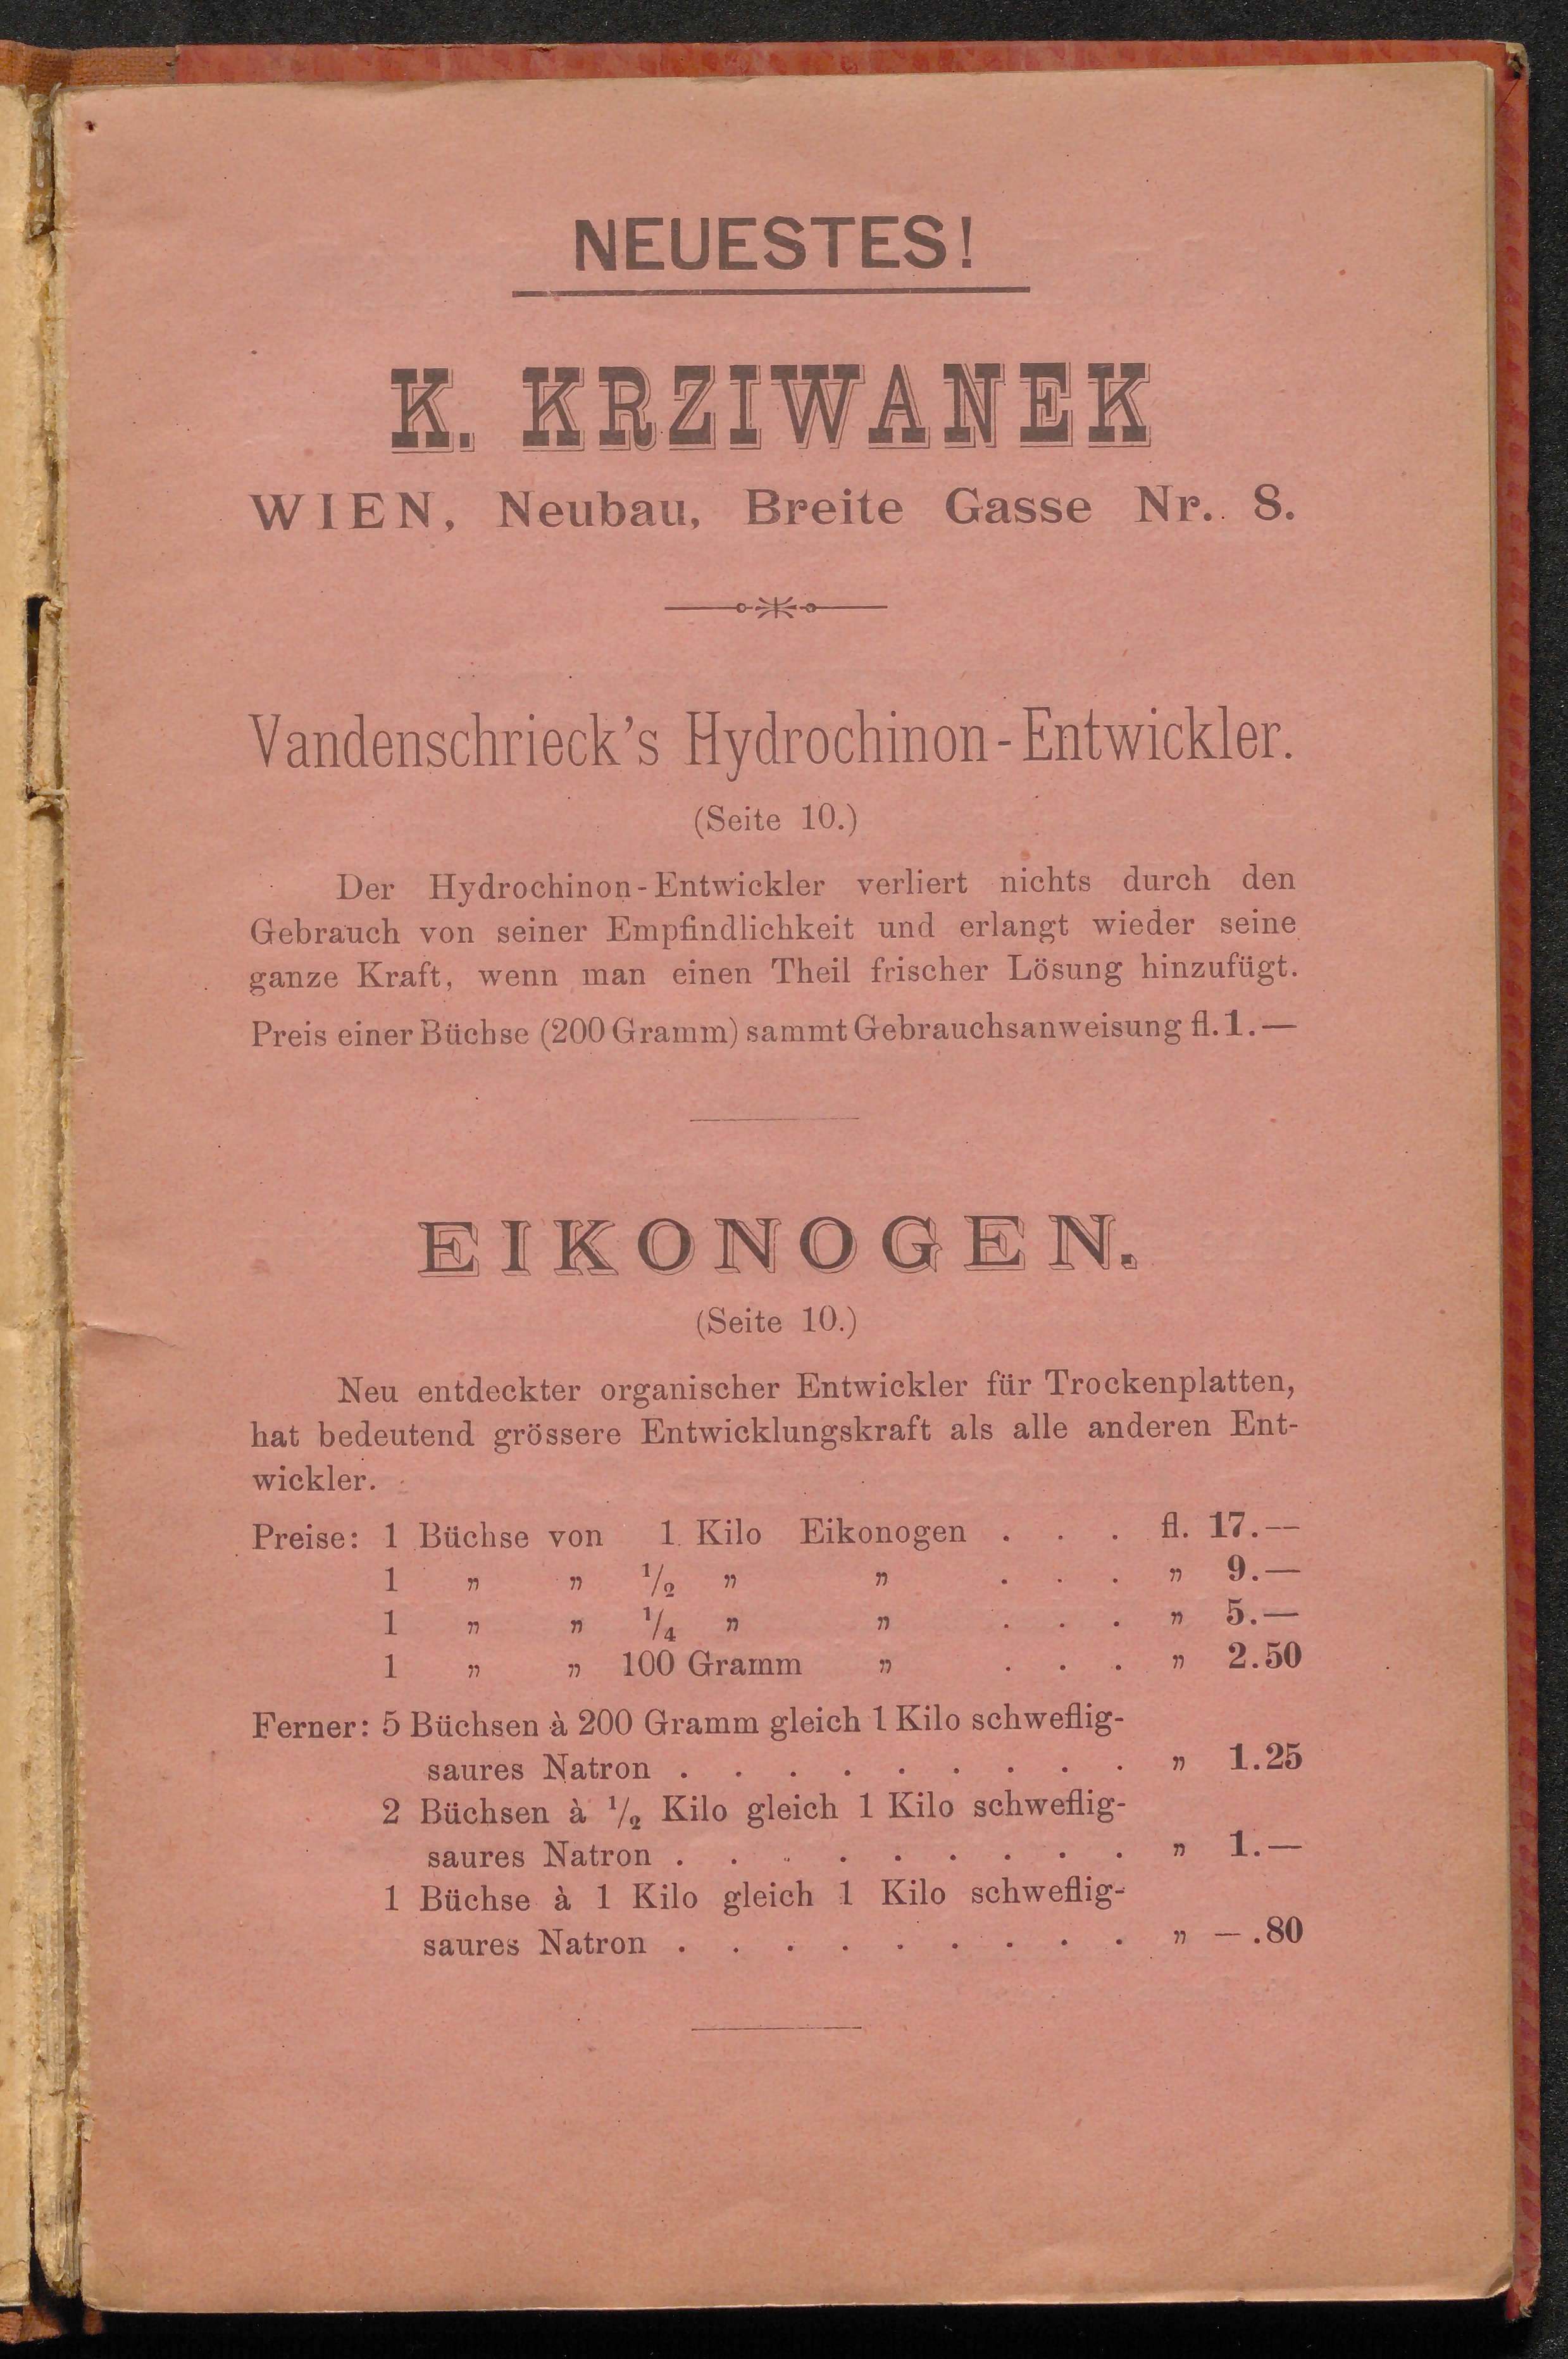 NEUESTES!
K. KRZIWANEK
WIEN, Neubau, Breite Gasse Nr. 8.
Vandenschrieck's Hydrochinon-Entwickler.
(Seite 10.)
Der Hydrochinon-Entwickler verliert nichts durch den
Gebrauch von seiner Empfindlichkeit und erlangt wieder seine
ganze Kraft, wenn man einen Theil frischer Lösung hinzufügt.
Preis einer Büchse (200 Gramm) sammt Gebrauchsanweisung fl. 1.—
EIKONOGEN.
(Seite 10.)
Neu entdeckter organischer Entwickler für Trockenplatten,
hat bedeutend grössere Entwicklungskraft als alle anderen Ent-
wickler.
Preise: 1 Büchse von 1 Kilo Eikonogen . . . fl. 17.—
1 „ „ 1/2 „ „ . . . „ 9.—
1 „ „ 1/4 „ „ . . . „ 5.—
1 „ „ 100 Gramm „ . . . „ 2.50
Ferner: 5 Büchsen à 200 Gramm gleich 1 Kilo schweflig-
saures Natron . . . . . . . . . „ 1.25
2 Büchsen à 1/2 Kilo gleich 1 Kilo schweflig-
saures Natron . . . . . . . . . „ 1.—
1 Büchse à 1 Kilo gleich 1 Kilo schweflig-
saures Natron . . . . . . . . . „ —.80